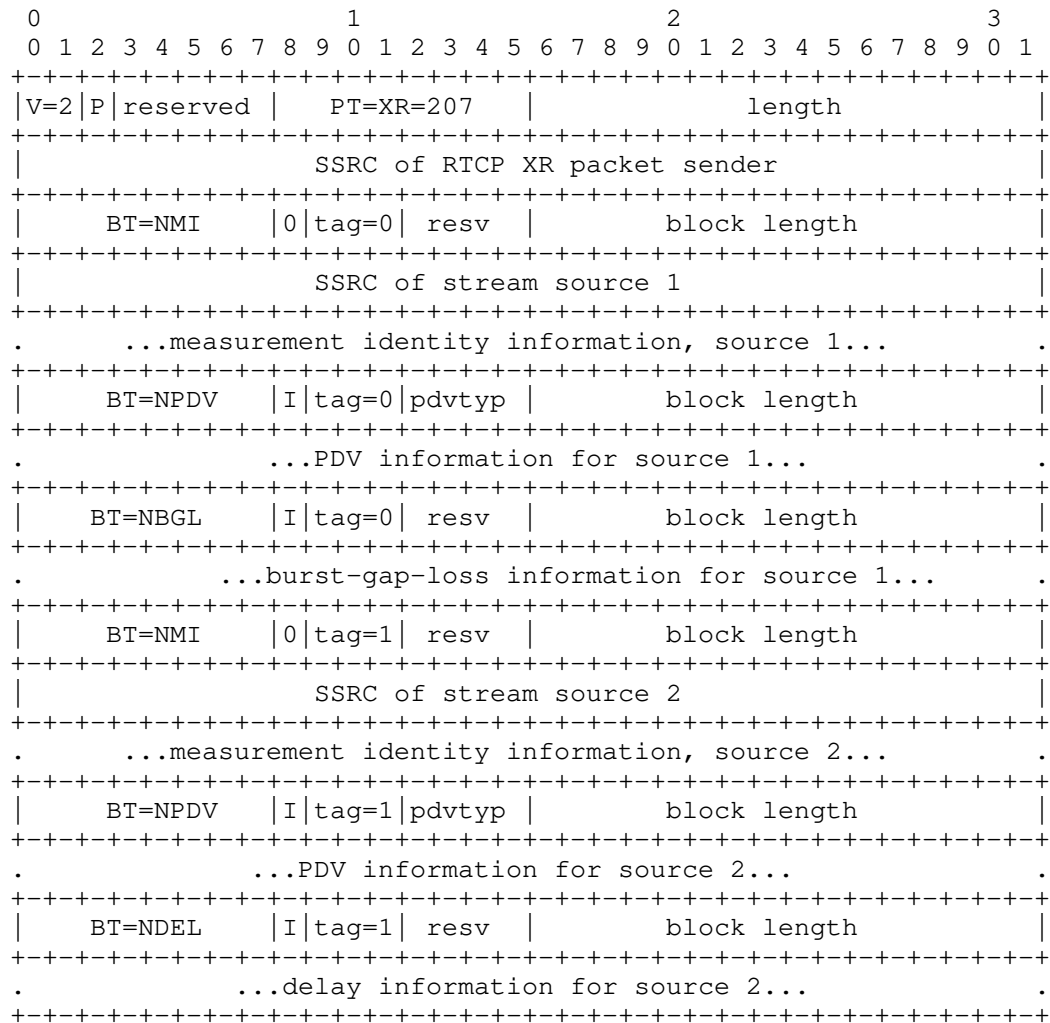 0                   1                   2                   3
 0 1 2 3 4 5 6 7 8 9 0 1 2 3 4 5 6 7 8 9 0 1 2 3 4 5 6 7 8 9 0 1
+-+-+-+-+-+-+-+-+-+-+-+-+-+-+-+-+-+-+-+-+-+-+-+-+-+-+-+-+-+-+-+-+
|V=2|P|reserved |   PT=XR=207   |             length            |
+-+-+-+-+-+-+-+-+-+-+-+-+-+-+-+-+-+-+-+-+-+-+-+-+-+-+-+-+-+-+-+-+
|                  SSRC of RTCP XR packet sender                |
+-+-+-+-+-+-+-+-+-+-+-+-+-+-+-+-+-+-+-+-+-+-+-+-+-+-+-+-+-+-+-+-+
|     BT=NMI    |0|tag=0| resv  |        block length           |
+-+-+-+-+-+-+-+-+-+-+-+-+-+-+-+-+-+-+-+-+-+-+-+-+-+-+-+-+-+-+-+-+
|                  SSRC of stream source 1                      |
+-+-+-+-+-+-+-+-+-+-+-+-+-+-+-+-+-+-+-+-+-+-+-+-+-+-+-+-+-+-+-+-+
.      ...measurement identity information, source 1...         .
+-+-+-+-+-+-+-+-+-+-+-+-+-+-+-+-+-+-+-+-+-+-+-+-+-+-+-+-+-+-+-+-+
|     BT=NPDV   |I|tag=0|pdvtyp |        block length           |
+-+-+-+-+-+-+-+-+-+-+-+-+-+-+-+-+-+-+-+-+-+-+-+-+-+-+-+-+-+-+-+-+
.               ...PDV information for source 1...              .
+-+-+-+-+-+-+-+-+-+-+-+-+-+-+-+-+-+-+-+-+-+-+-+-+-+-+-+-+-+-+-+-+
|    BT=NBGL    |I|tag=0| resv  |        block length           |
+-+-+-+-+-+-+-+-+-+-+-+-+-+-+-+-+-+-+-+-+-+-+-+-+-+-+-+-+-+-+-+-+
.            ...burst-gap-loss information for source 1...      .
+-+-+-+-+-+-+-+-+-+-+-+-+-+-+-+-+-+-+-+-+-+-+-+-+-+-+-+-+-+-+-+-+
|     BT=NMI    |0|tag=1| resv  |        block length           |
+-+-+-+-+-+-+-+-+-+-+-+-+-+-+-+-+-+-+-+-+-+-+-+-+-+-+-+-+-+-+-+-+
|                  SSRC of stream source 2                      |
+-+-+-+-+-+-+-+-+-+-+-+-+-+-+-+-+-+-+-+-+-+-+-+-+-+-+-+-+-+-+-+-+
.      ...measurement identity information, source 2...         .
+-+-+-+-+-+-+-+-+-+-+-+-+-+-+-+-+-+-+-+-+-+-+-+-+-+-+-+-+-+-+-+-+
|     BT=NPDV   |I|tag=1|pdvtyp |        block length           |
+-+-+-+-+-+-+-+-+-+-+-+-+-+-+-+-+-+-+-+-+-+-+-+-+-+-+-+-+-+-+-+-+
.              ...PDV information for source 2...               .
+-+-+-+-+-+-+-+-+-+-+-+-+-+-+-+-+-+-+-+-+-+-+-+-+-+-+-+-+-+-+-+-+
|    BT=NDEL    |I|tag=1| resv  |        block length           |
+-+-+-+-+-+-+-+-+-+-+-+-+-+-+-+-+-+-+-+-+-+-+-+-+-+-+-+-+-+-+-+-+
.             ...delay information for source 2...              .
+-+-+-+-+-+-+-+-+-+-+-+-+-+-+-+-+-+-+-+-+-+-+-+-+-+-+-+-+-+-+-+-+